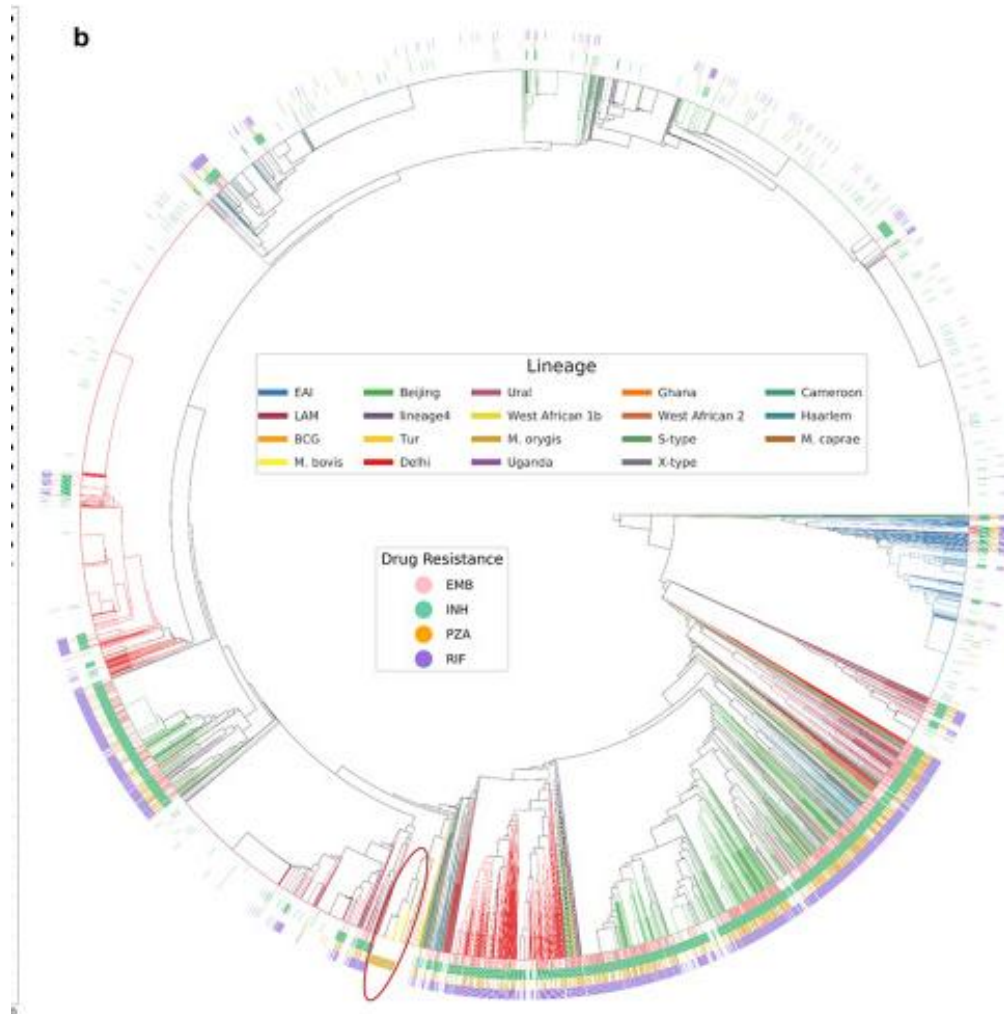 b
Lineage
EAI Beijing Ural Ghana Cameroon
LAM lineage4 West African 1b West African 2 Haarlem
BCG Tur M. orygis S-type M. caprae
M. bovis Delhi Uganda X-type
Drug Resistance
EMB
INH
PZA
RIF